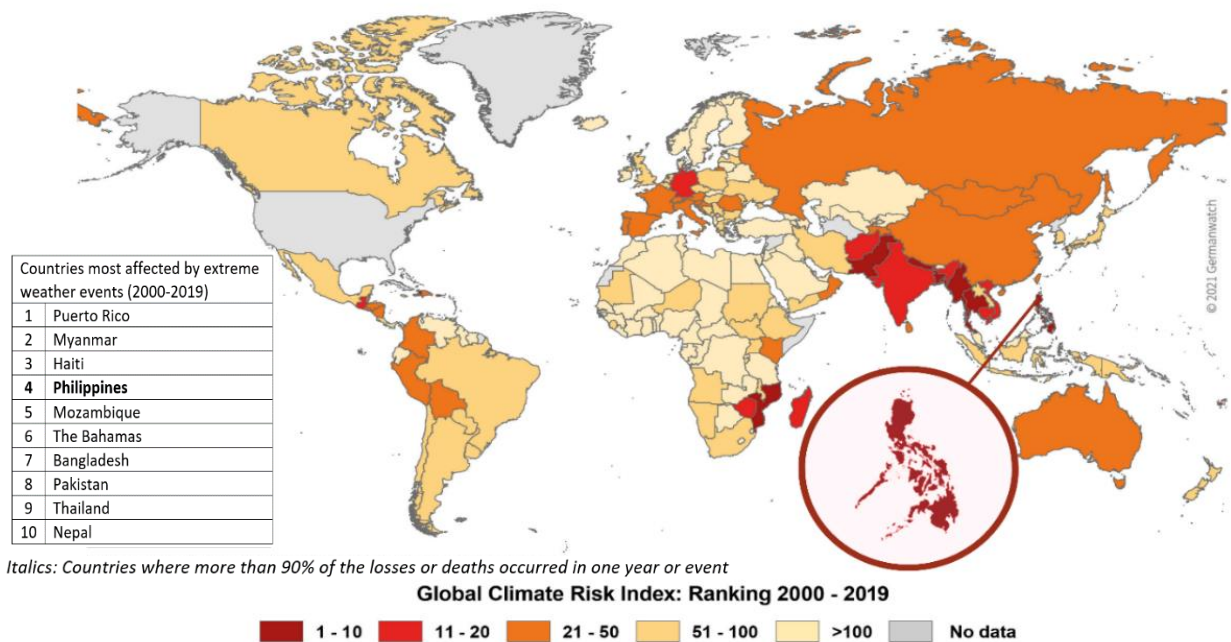 Countries most affected by extreme
weather events (2000-2019)
1 Puerto Rico
2 Myanmar
3 Haiti
4 Philippines
5 Mozambique
6 The Bahamas
7 Bangladesh
8 Pakistan
9 Thailand
10 Nepal
© 2021 Germanwatch
Italics: Countries where more than 90% of the losses or deaths occurred in one year or event
Global Climate Risk Index: Ranking 2000 - 2019
1 - 10 11 - 20 21 - 50 51 - 100 >100 No data